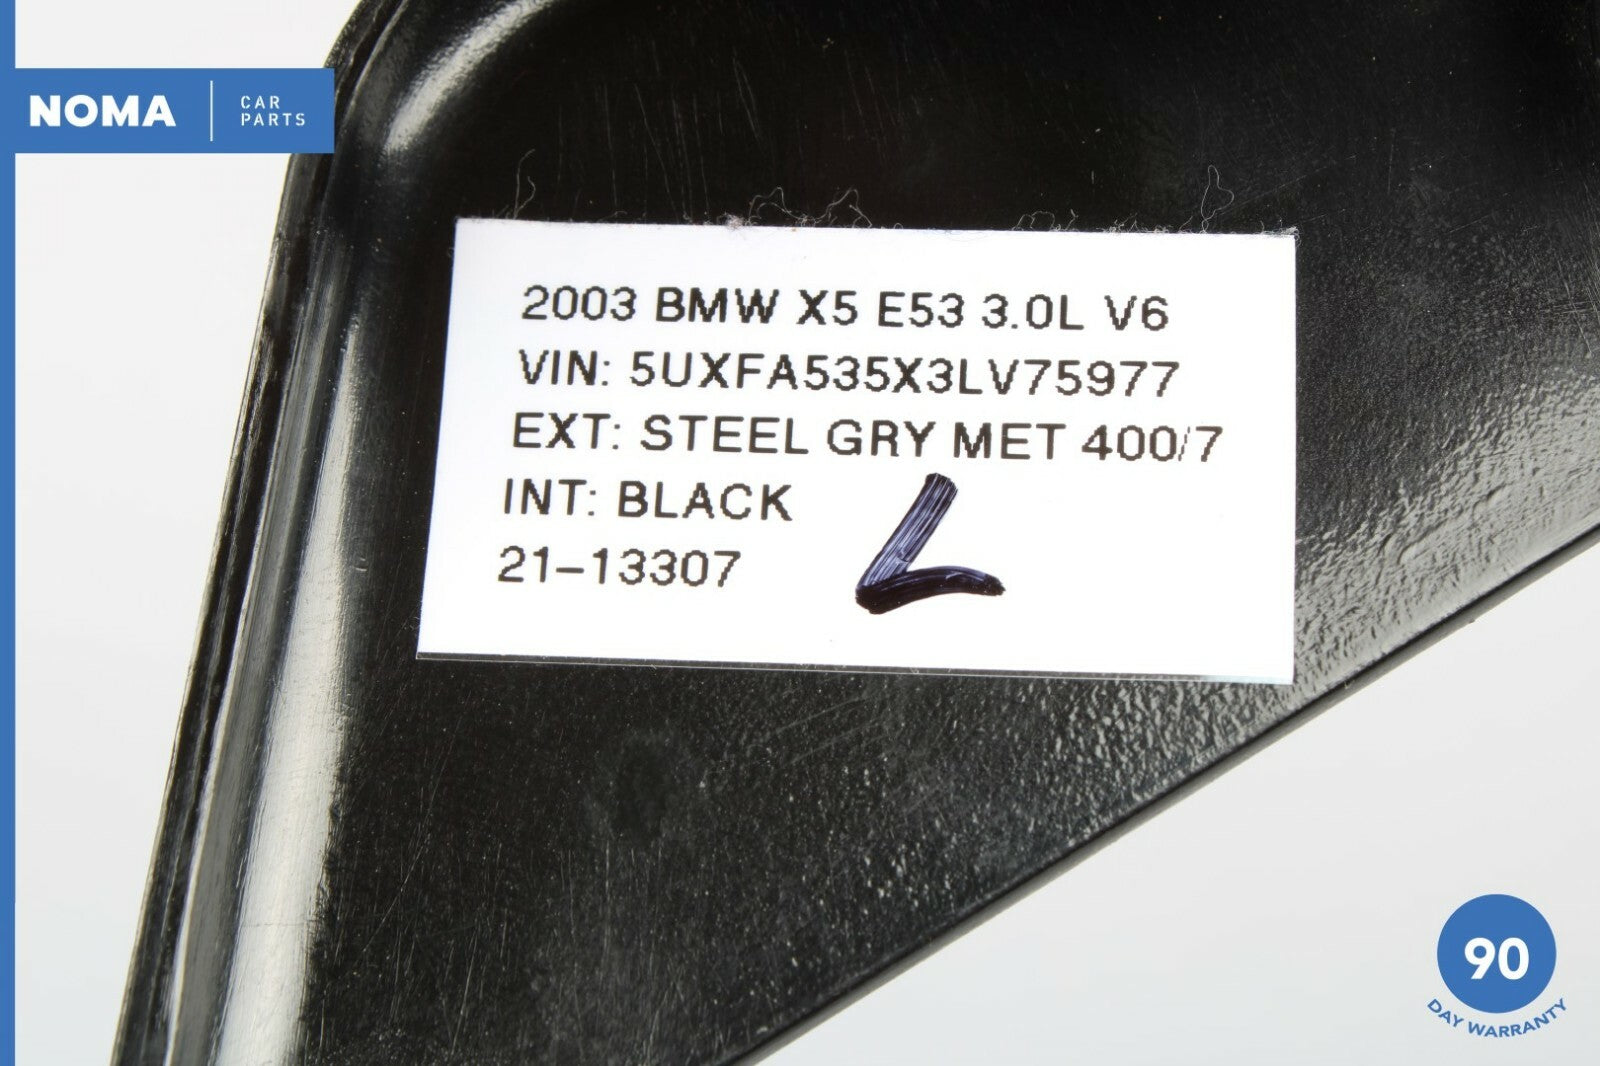 NOMA
CAR
PARTS
2003 BMW X5 E53 3.0L V6
VIN: 5UXFA535X3LV75977
EXT: STEEL GRY MET 400/7
INT: BLACK
21-13307
L
90
DAY WARRANTY